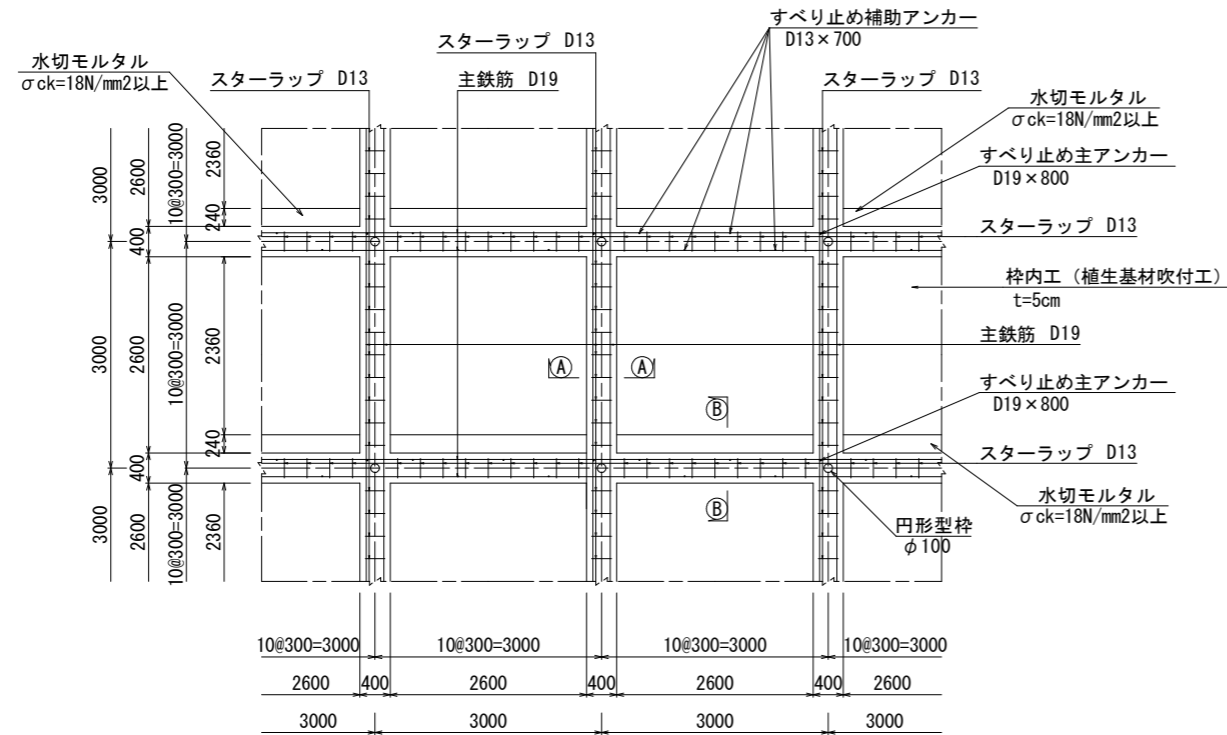 すべり止め補助アンカー
D13×700
スターラップ D13
水切モルタル
σck=18N/mm2以上
スターラップ D13
主鉄筋 D19
スターラップ D13
水切モルタル
σck=18N/mm2以上
すべり止め主アンカー
D19×800
スターラップ D13
枠内工（植生基材吹付工）
t=5cm
主鉄筋 D19
すべり止め主アンカー
D19×800
スターラップ D13
水切モルタル
σck=18N/mm2以上
円形型枠
φ100
A
A
B
B
3000
3000
3000
2600
400
2600
400
2600
10@300=3000
10@300=3000
10@300=3000
2360
240
2360
240
2360
10@300=3000
10@300=3000
10@300=3000
10@300=3000
2600
400
2600
400
2600
400
2600
3000
3000
3000
3000